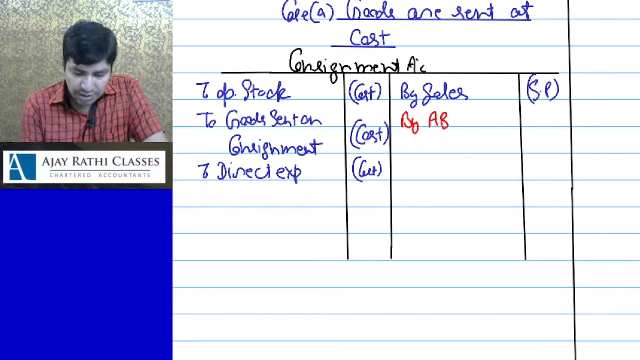 Case(a) Goods are sent at
Cost
Consignment A/c
To op. Stock (Cost) By Sales (S.P)
To Goods Sent on By AB
Consignment (Cost)
To Direct exp (Cost)
AJAY RATHI CLASSES
CHARTERED ACCOUNTANTS